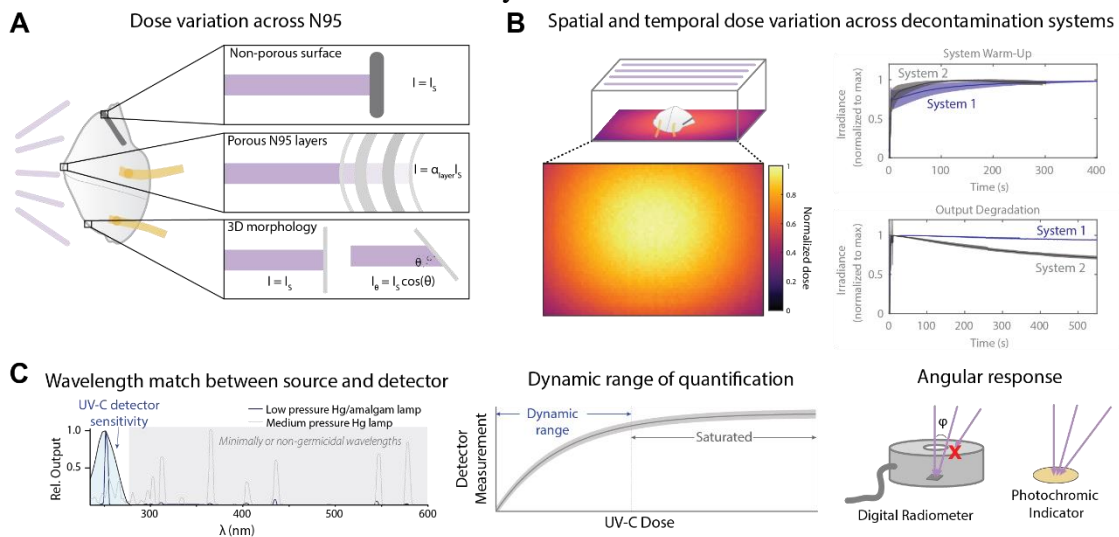 A
Dose variation across N95
Non-porous surface
I = Iₛ
Porous N95 layers
I = αlayerIₛ
3D morphology
I = Iₛ
θ
Iθ = Iₛ cos(θ)
B
Spatial and temporal dose variation across decontamination systems
1
0.8
0.6
0.4
0.2
0
Normalized dose
System Warm-Up
System 2
System 1
Irradiance
(normalized to max)
1
0.5
0
0 100 200 300 400
Time (s)
Output Degradation
System 1
System 2
Irradiance
(normalized to max)
1
0.5
0
0 100 200 300 400 500
Time (s)
C
Wavelength match between source and detector
UV-C detector
sensitivity
Low pressure Hg/amalgam lamp
Medium pressure Hg lamp
Minimally or non-germicidal wavelengths
Rel. Output
1.0
0.5
300 400 500 600
λ (nm)
Dynamic range of quantification
Dynamic
range
Saturated
Detector
Measurement
UV-C Dose
Angular response
φ
X
Digital Radiometer
Photochromic
Indicator